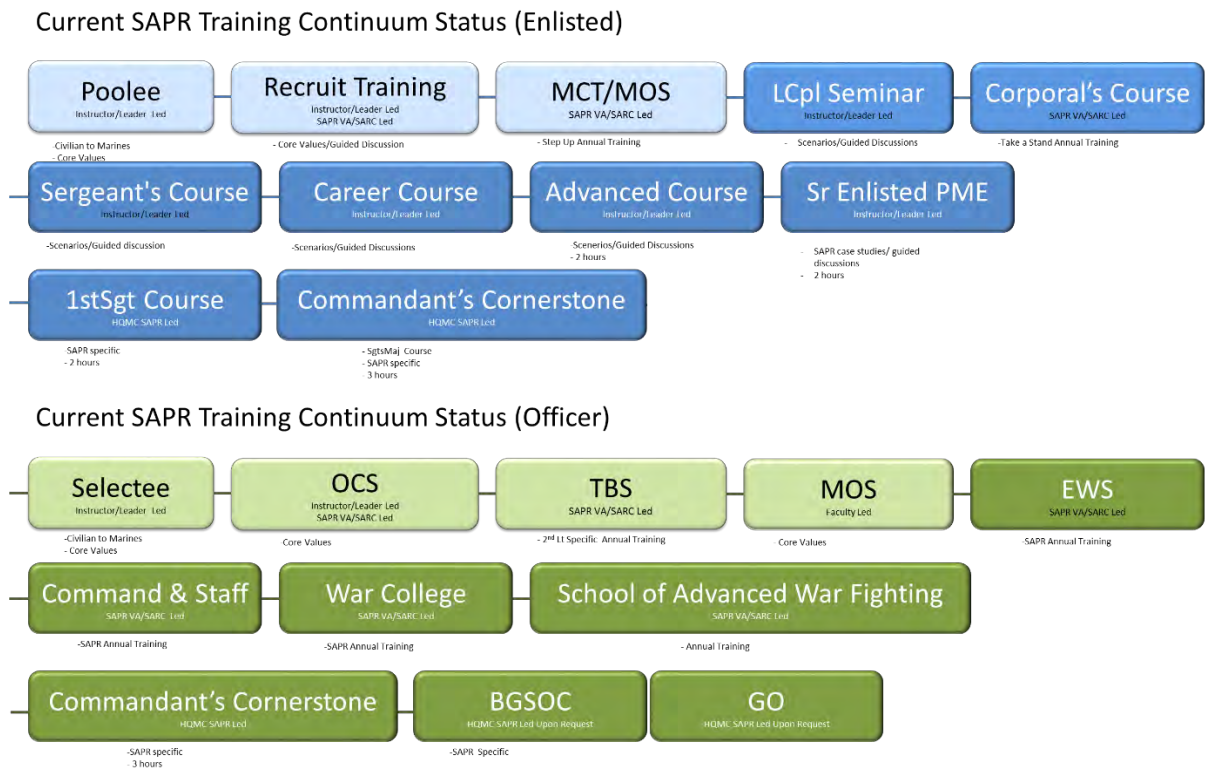 Current SAPR Training Continuum Status (Enlisted)
Poolee
Instructor/Leader Led
-Civilian to Marines
- Core Values
Recruit Training
Instructor/Leader Led
SAPR VA/SARC Led
- Core Values/Guided Discussion
MCT/MOS
SAPR VA/SARC Led
- Step Up Annual Training
LCpl Seminar
Instructor/Leader Led
- Scenarios/Guided Discussions
Corporal's Course
SAPR VA/SARC Led
-Take a Stand Annual Training
Sergeant's Course
Instructor/Leader Led
-Scenarios/Guided discussion
Career Course
Instructor/Leader Led
-Scenarios/Guided Discussions
Advanced Course
Instructor/Leader Led
-Scenerios/Guided Discussions
- 2 hours
Sr Enlisted PME
Instructor/Leader Led
- SAPR case studies/ guided
discussions
- 2 hours
1stSgt Course
HQMC SAPR Led
-SAPR specific
- 2 hours
Commandant's Cornerstone
HQMC SAPR Led
- SgtsMaj Course
- SAPR specific
- 3 hours
Current SAPR Training Continuum Status (Officer)
Selectee
Instructor/Leader Led
-Civilian to Marines
- Core Values
OCS
Instructor/Leader Led
SAPR VA/SARC Led
Core Values
TBS
SAPR VA/SARC Led
- 2nd Lt Specific Annual Training
MOS
Faculty Led
- Core Values
EWS
SAPR VA/SARC Led
-SAPR Annual Training
Command & Staff
SAPR VA/SARC Led
-SAPR Annual Training
War College
SAPR VA/SARC Led
-SAPR Annual Training
School of Advanced War Fighting
SAPR VA/SARC Led
- Annual Training
Commandant's Cornerstone
HQMC SAPR Led
-SAPR specific
- 3 hours
BGSOC
HQMC SAPR Led Upon Request
-SAPR Specific
GO
HQMC SAPR Led Upon Request